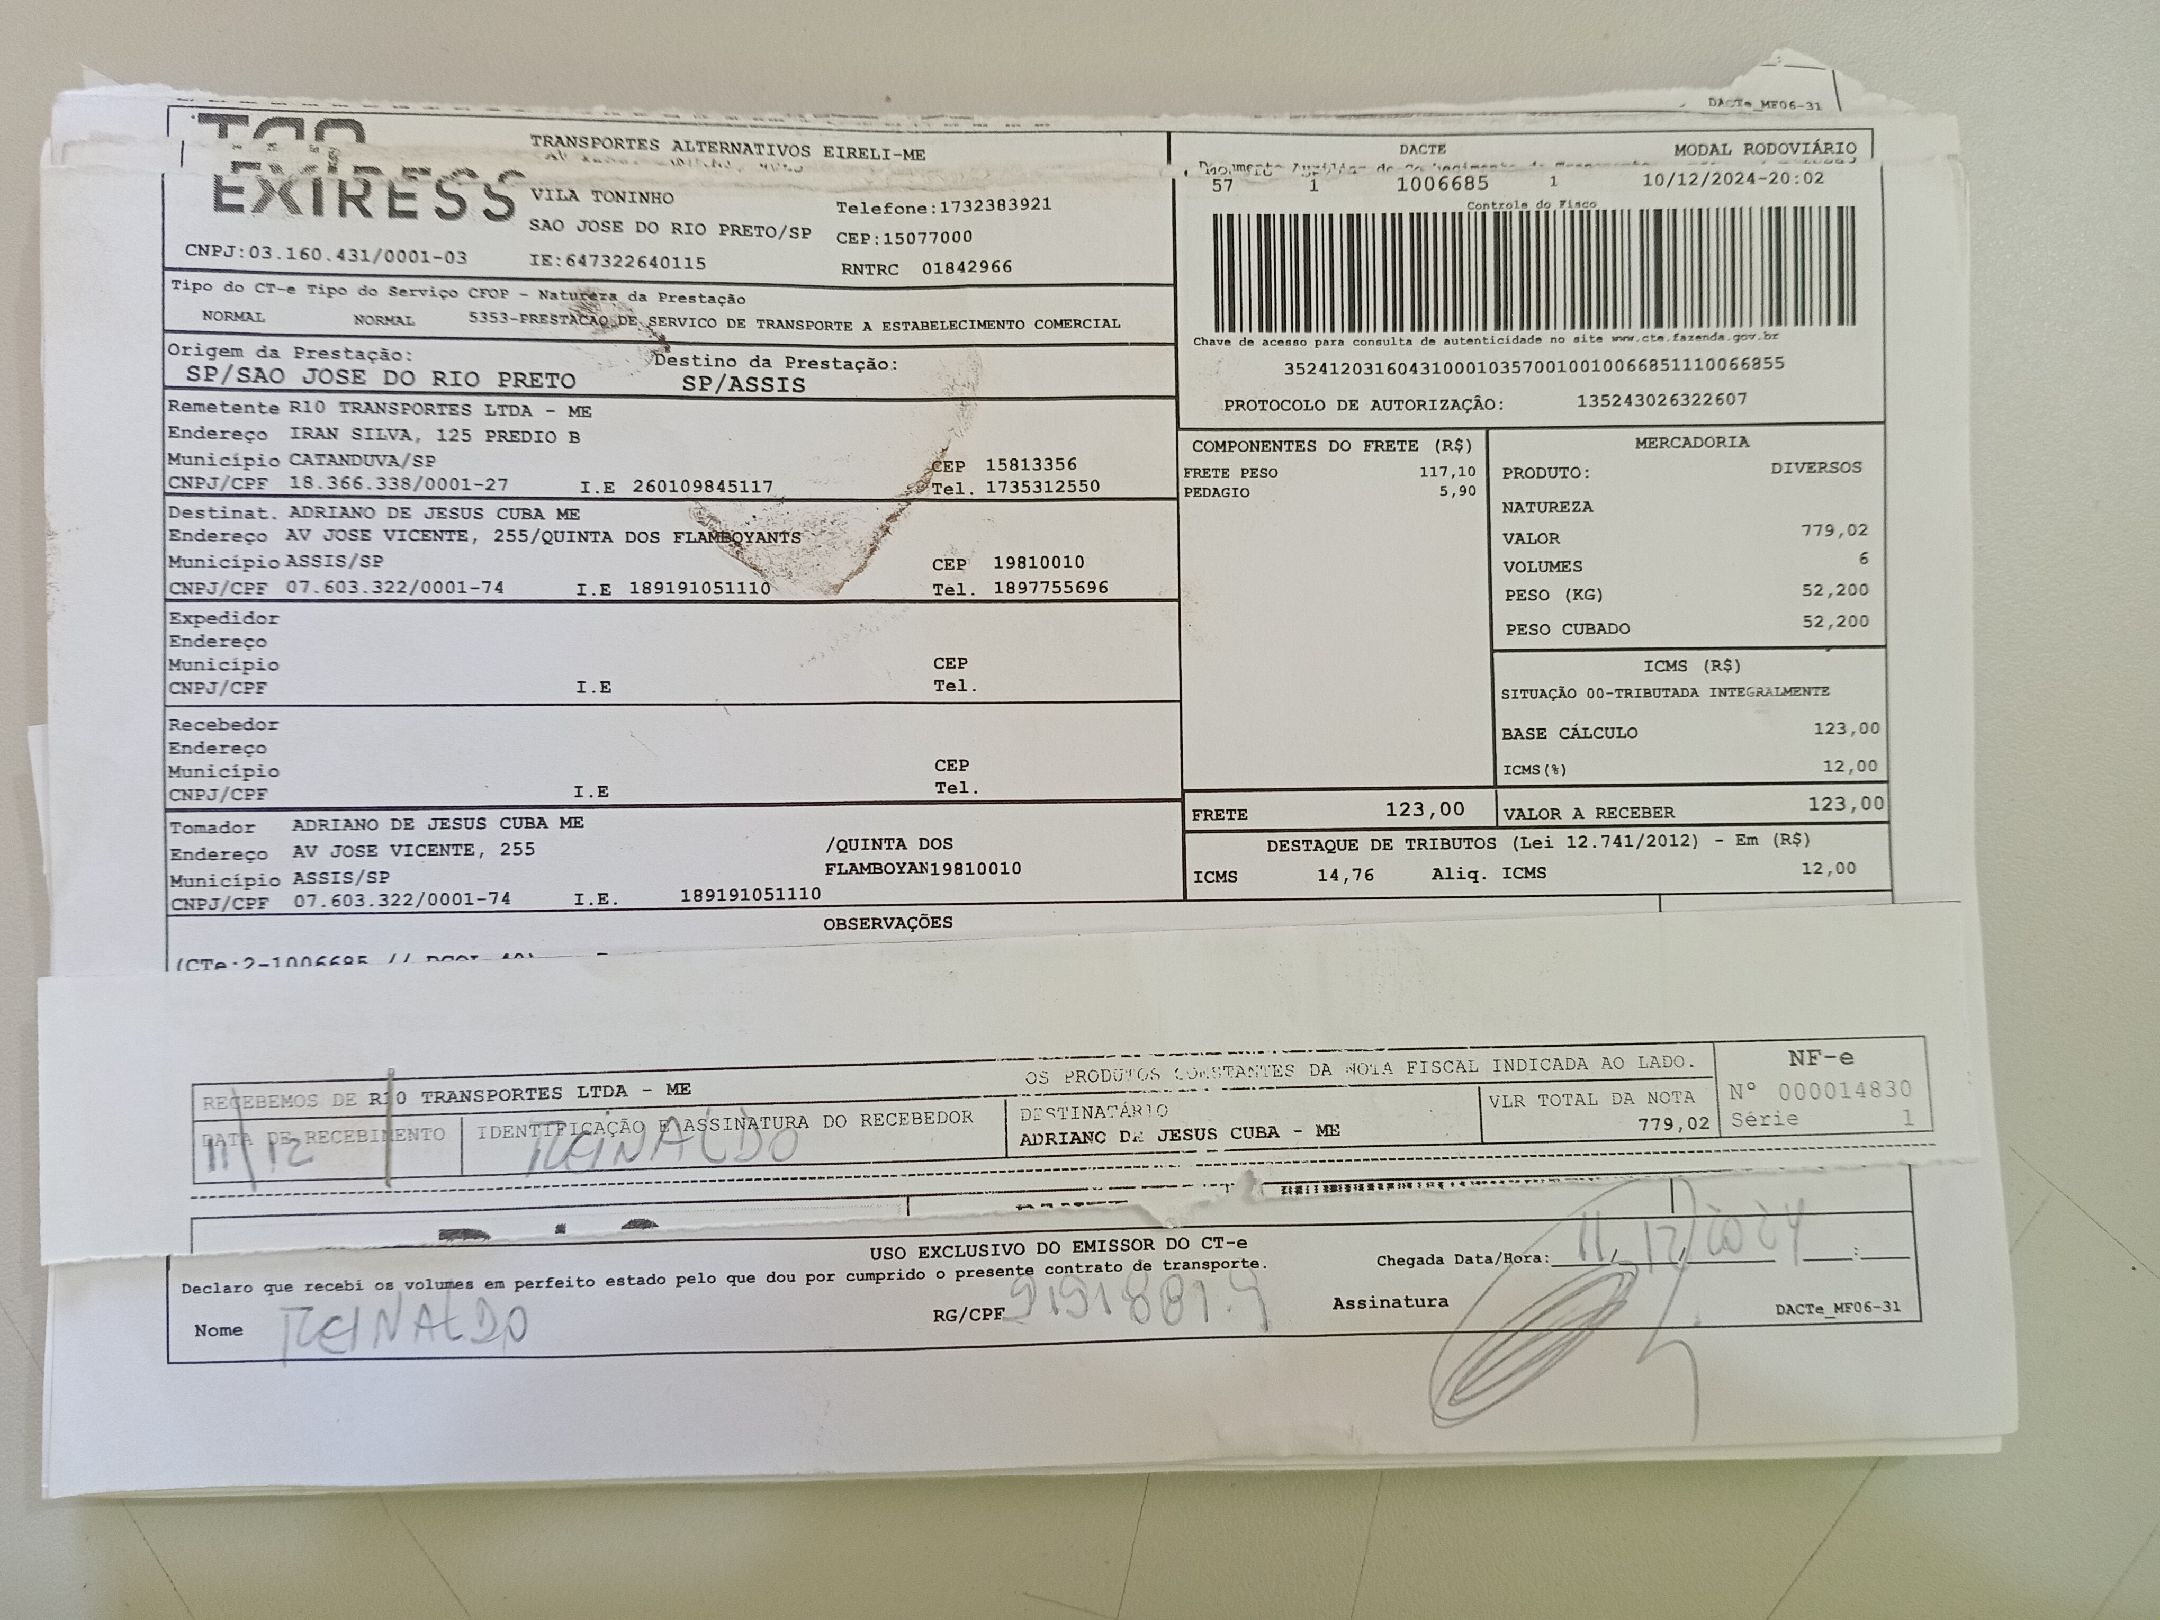 DACTe_MF06-31
EXPRESS
TRANSPORTES ALTERNATIVOS EIRELI-ME
VILA TONINHO
Telefone:1732383921
SAO JOSE DO RIO PRETO/SP CEP:15077000
CNPJ:03.160.431/0001-03 IE:647322640115 RNTRC 01842966
DACTE MODAL RODOVIÁRIO
57 1 1006685 1 10/12/2024-20:02
Controle do Fisco
Chave de acesso para consulta de autenticidade no site www.cte.fazenda.gov.br
35241203160431000103570010010066851110066855
PROTOCOLO DE AUTORIZAÇÃO: 135243026322607
Tipo do CT-e Tipo do Serviço CFOP - Natureza da Prestação
NORMAL NORMAL 5353-PRESTACAO DE SERVICO DE TRANSPORTE A ESTABELECIMENTO COMERCIAL
Origem da Prestação: Destino da Prestação:
SP/SAO JOSE DO RIO PRETO SP/ASSIS
Remetente R10 TRANSPORTES LTDA - ME
Endereço IRAN SILVA, 125 PREDIO B
Município CATANDUVA/SP CEP 15813356
CNPJ/CPF 18.366.338/0001-27 I.E 260109845117 Tel. 1735312550
Destinat. ADRIANO DE JESUS CUBA ME
Endereço AV JOSE VICENTE, 255/QUINTA DOS FLAMBOYANTS
Município ASSIS/SP CEP 19810010
CNPJ/CPF 07.603.322/0001-74 I.E 189191051110 Tel. 1897755696
Expedidor
Endereço
Município CEP
CNPJ/CPF I.E Tel.
Recebedor
Endereço
Município CEP
CNPJ/CPF I.E Tel.
Tomador ADRIANO DE JESUS CUBA ME
Endereço AV JOSE VICENTE, 255 /QUINTA DOS
Município ASSIS/SP FLAMBOYAN19810010
CNPJ/CPF 07.603.322/0001-74 I.E. 189191051110
COMPONENTES DO FRETE (R$)
FRETE PESO 117,10
PEDAGIO 5,90
MERCADORIA
PRODUTO: DIVERSOS
NATUREZA
VALOR 779,02
VOLUMES 6
PESO (KG) 52,200
PESO CUBADO 52,200
ICMS (R$)
SITUAÇÃO 00-TRIBUTADA INTEGRALMENTE
BASE CÁLCULO 123,00
ICMS(%) 12,00
FRETE 123,00 VALOR A RECEBER 123,00
DESTAQUE DE TRIBUTOS (Lei 12.741/2012) - Em (R$)
ICMS 14,76 Aliq. ICMS 12,00
OBSERVAÇÕES
(CTe:2-1006685 //
RECEBEMOS DE R10 TRANSPORTES LTDA - ME OS PRODUTOS CONSTANTES DA NOTA FISCAL INDICADA AO LADO.
DATA DE RECEBIMENTO IDENTIFICAÇÃO E ASSINATURA DO RECEBEDOR DESTINATÁRIO VLR TOTAL DA NOTA
11/12 REINALDO ADRIANO DE JESUS CUBA - ME 779,02
NF-e
Nº 000014830
Série 1
USO EXCLUSIVO DO EMISSOR DO CT-e
Declaro que recebi os volumes em perfeito estado pelo que dou por cumprido o presente contrato de transporte.
Chegada Data/Hora: 11/12/2024 :
Nome REINALDO RG/CPF Assinatura
DACTe_MF06-31